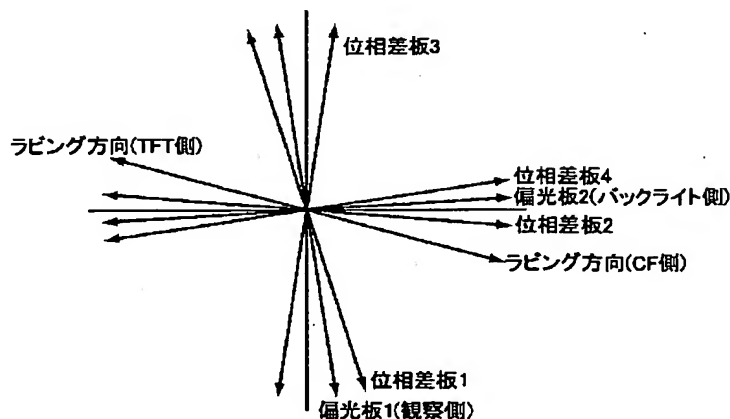 位相差板3
ラビング方向(TFT側)
位相差板4
偏光板2(バックライト側)
位相差板2
ラビング方向(CF側)
位相差板1
偏光板1(観察側)